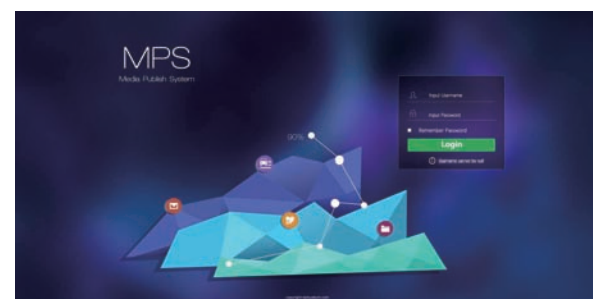 MPS
Media Publish System
90%
Input Username
Input Password
Remember Password
Login